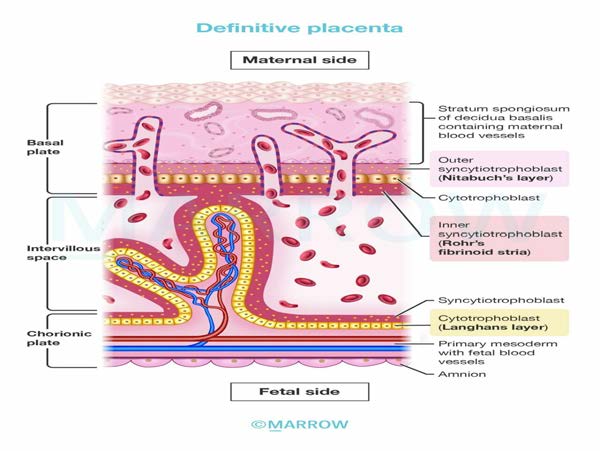 Definitive placenta
Maternal side
Basal
plate
Intervillous
space
Chorionic
plate
Stratum spongiosum
of decidua basalis
containing maternal
blood vessels
Outer
syncytiotrophoblast
(Nitabuch's layer)
Cytotrophoblast
Inner
syncytiotrophoblast
(Rohr's
fibrinoid stria)
Syncytiotrophoblast
Cytotrophoblast
(Langhans layer)
Primary mesoderm
with fetal blood
vessels
Amnion
MARROW
Fetal side
©MARROW